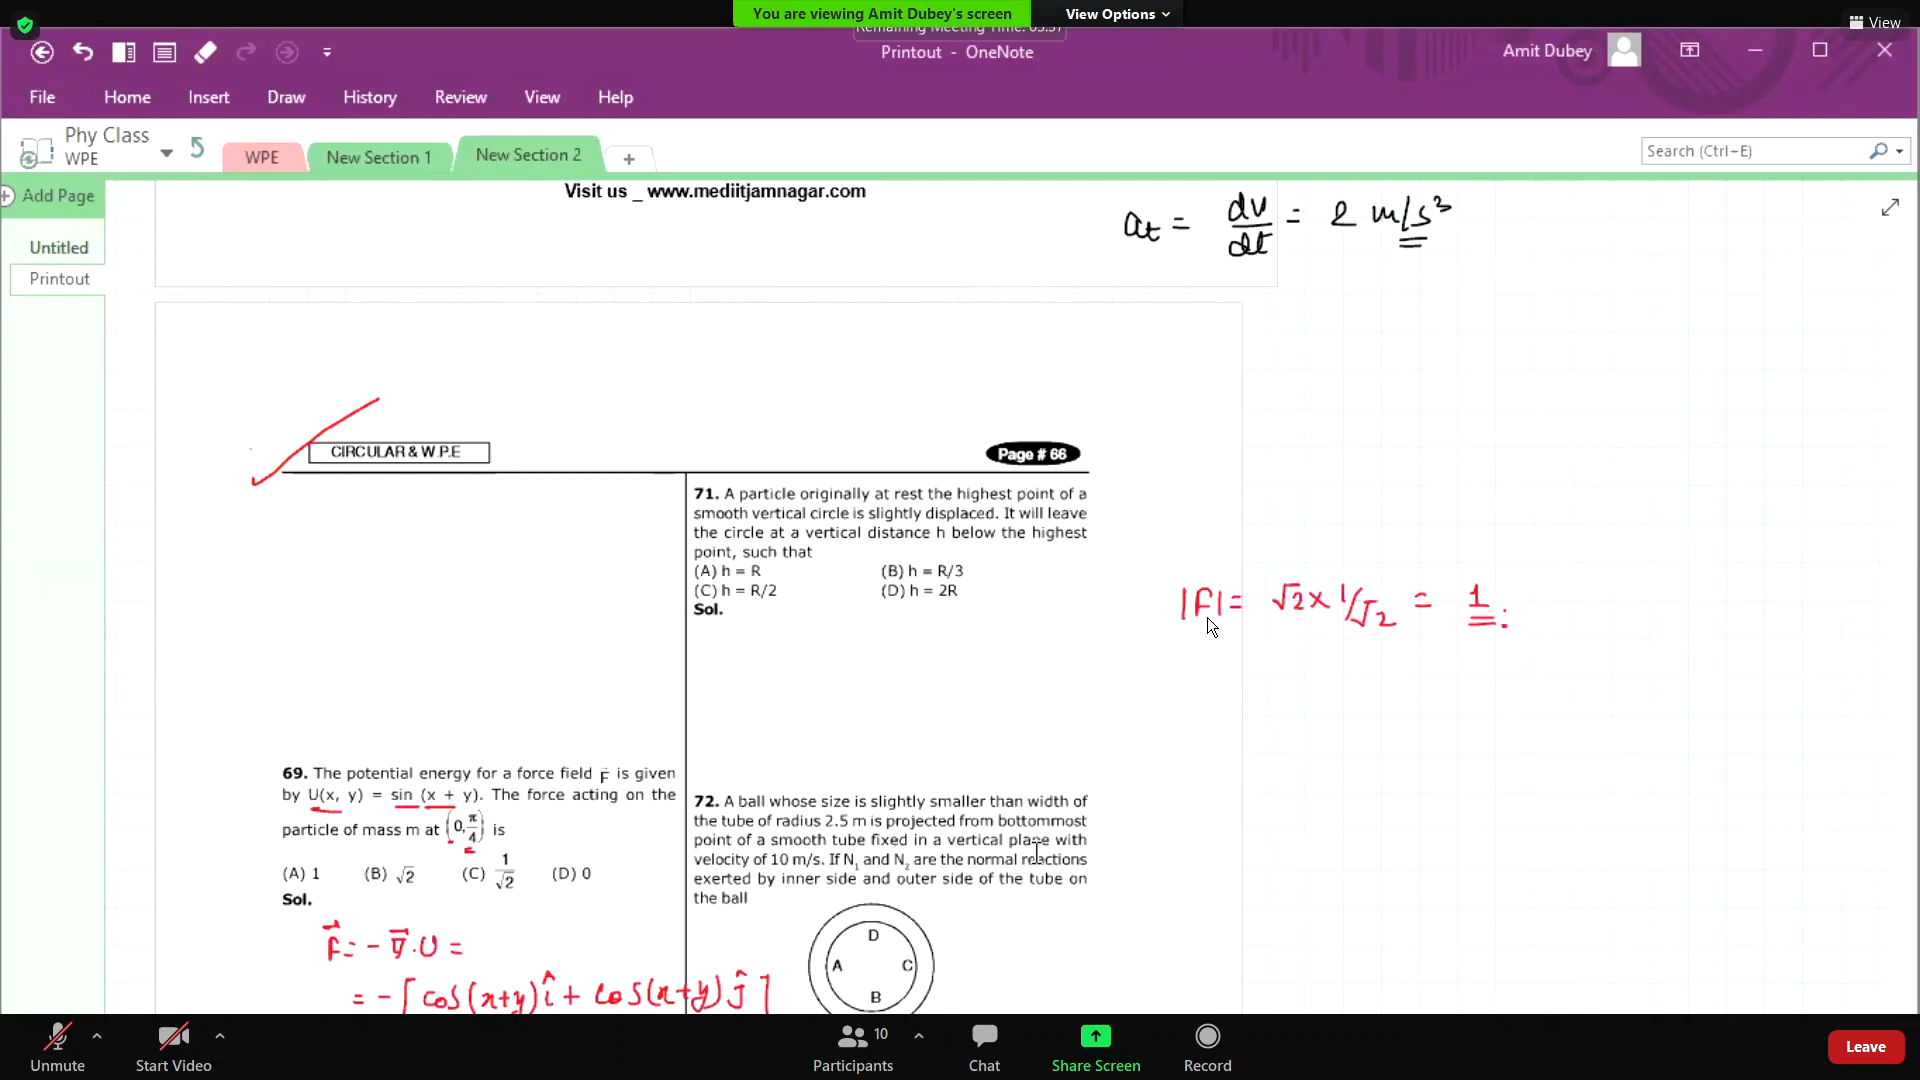 You are viewing Amit Dubey's screen
View Options
View
Printout - OneNote
Amit Dubey
File Home Insert Draw History Review View Help
Phy Class
WPE
WPE
New Section 1
New Section 2
Search (Ctrl+E)
Add Page
Untitled
Printout
Visit us _ www.mediitjamnagar.com
at = dv/dt = 2 m/s²
CIRCULAR & W.P.E
Page # 66
71. A particle originally at rest the highest point of a
smooth vertical circle is slightly displaced. It will leave
the circle at a vertical distance h below the highest
point, such that
(A) h = R (B) h = R/3
(C) h = R/2 (D) h = 2R
Sol.
|F| = √2 x 1/√2 = 1
69. The potential energy for a force field F is given
by U(x, y) = sin (x + y). The force acting on the
particle of mass m at (0, π/4) is
(A) 1 (B) √2 (C) 1/√2 (D) 0
Sol.
F = - ∇.U =
= - [cos(x+y)î + cos(x+y)ĵ]
72. A ball whose size is slightly smaller than width of
the tube of radius 2.5 m is projected from bottommost
point of a smooth tube fixed in a vertical plane with
velocity of 10 m/s. If N₁ and N₂ are the normal reactions
exerted by inner side and outer side of the tube on
the ball
D
A C
B
Unmute
Start Video
10
Participants
Chat
Share Screen
Record
Leave